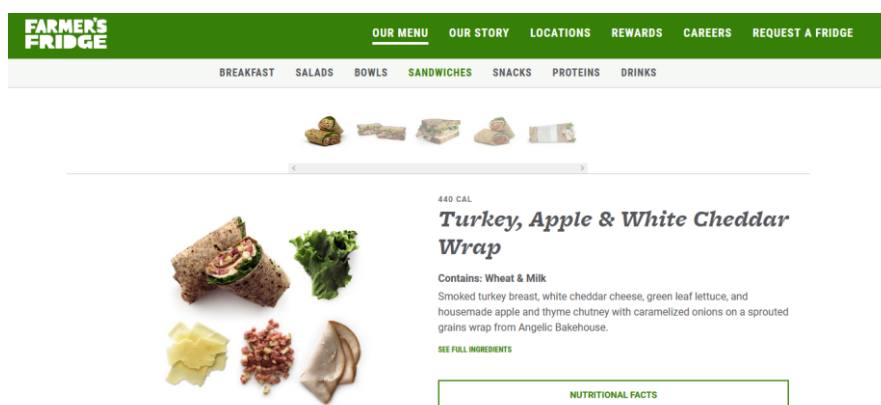 FARMER'S
FRIDGE
OUR MENU OUR STORY LOCATIONS REWARDS CAREERS REQUEST A FRIDGE
BREAKFAST SALADS BOWLS SANDWICHES SNACKS PROTEINS DRINKS
440 CAL
Turkey, Apple & White Cheddar
Wrap
Contains: Wheat & Milk
Smoked turkey breast, white cheddar cheese, green leaf lettuce, and
housemade apple and thyme chutney with caramelized onions on a sprouted
grains wrap from Angelic Bakehouse.
SEE FULL INGREDIENTS
NUTRITIONAL FACTS